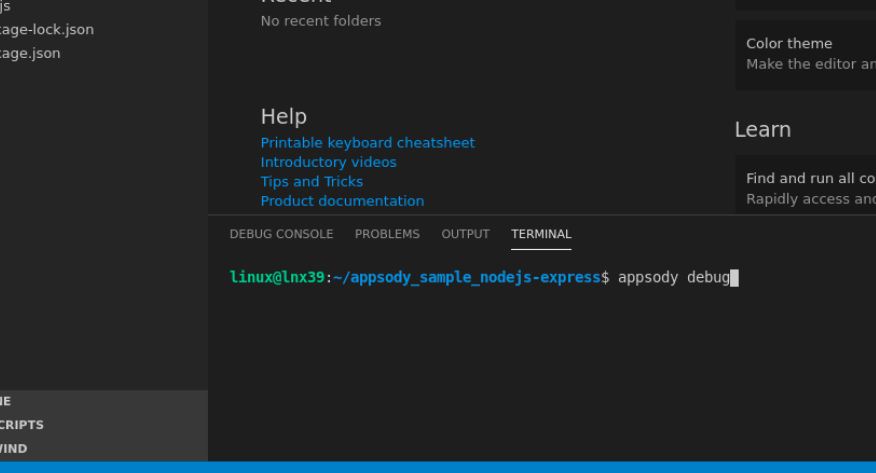 js
age-lock.json
age.json
Recent
No recent folders
Help
Printable keyboard cheatsheet
Introductory videos
Tips and Tricks
Product documentation
Color theme
Make the editor an
Learn
Find and run all co
Rapidly access and
DEBUG CONSOLE PROBLEMS OUTPUT TERMINAL
linux@lnx39:~/appsody_sample_nodejs-express$ appsody debug
NE
CRIPTS
WIND